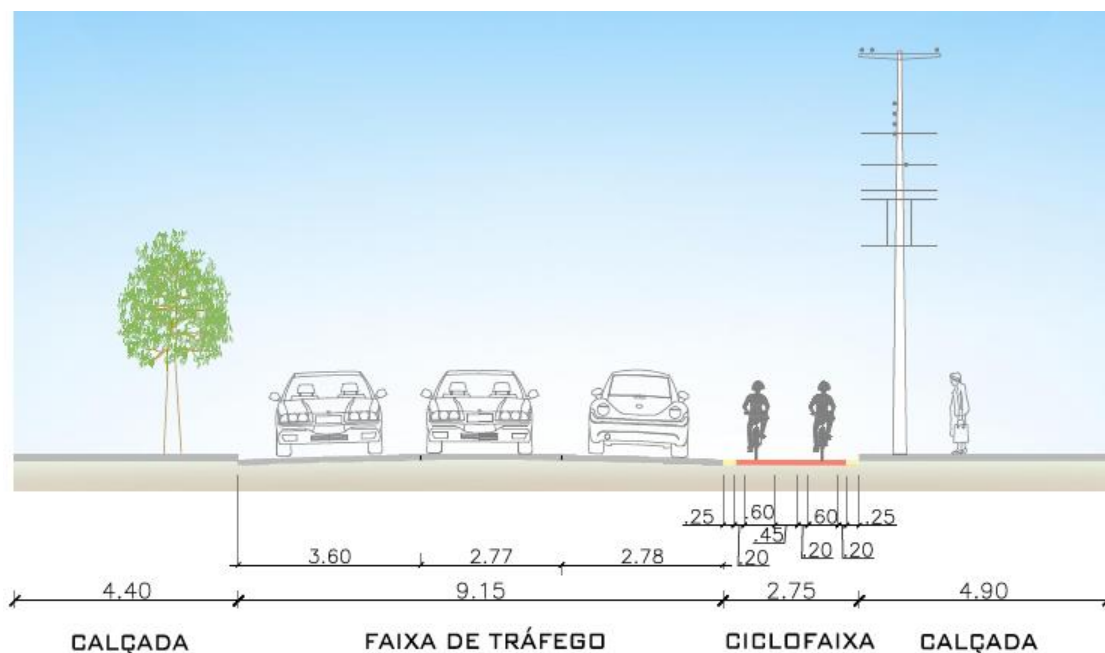 .25 .60 .60 .25
.45
.20 .20 .20
3.60 2.77 2.78
4.40 9.15 2.75 4.90
CALÇADA FAIXA DE TRÁFEGO CICLOFAIXA CALÇADA